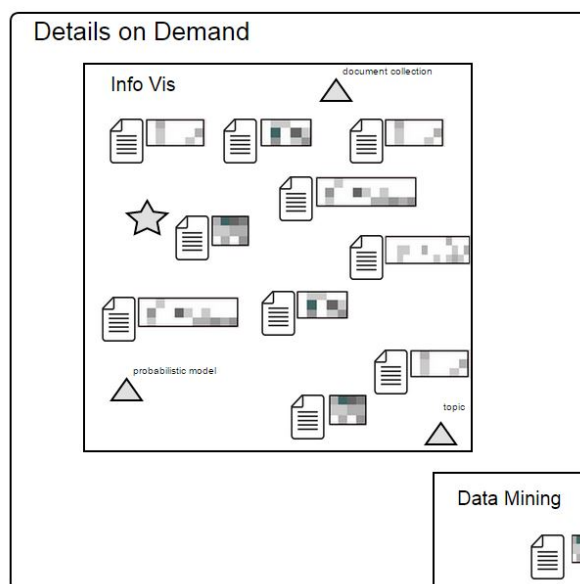 Details on Demand
document collection
Info Vis
probabilistic model
topic
Data Mining